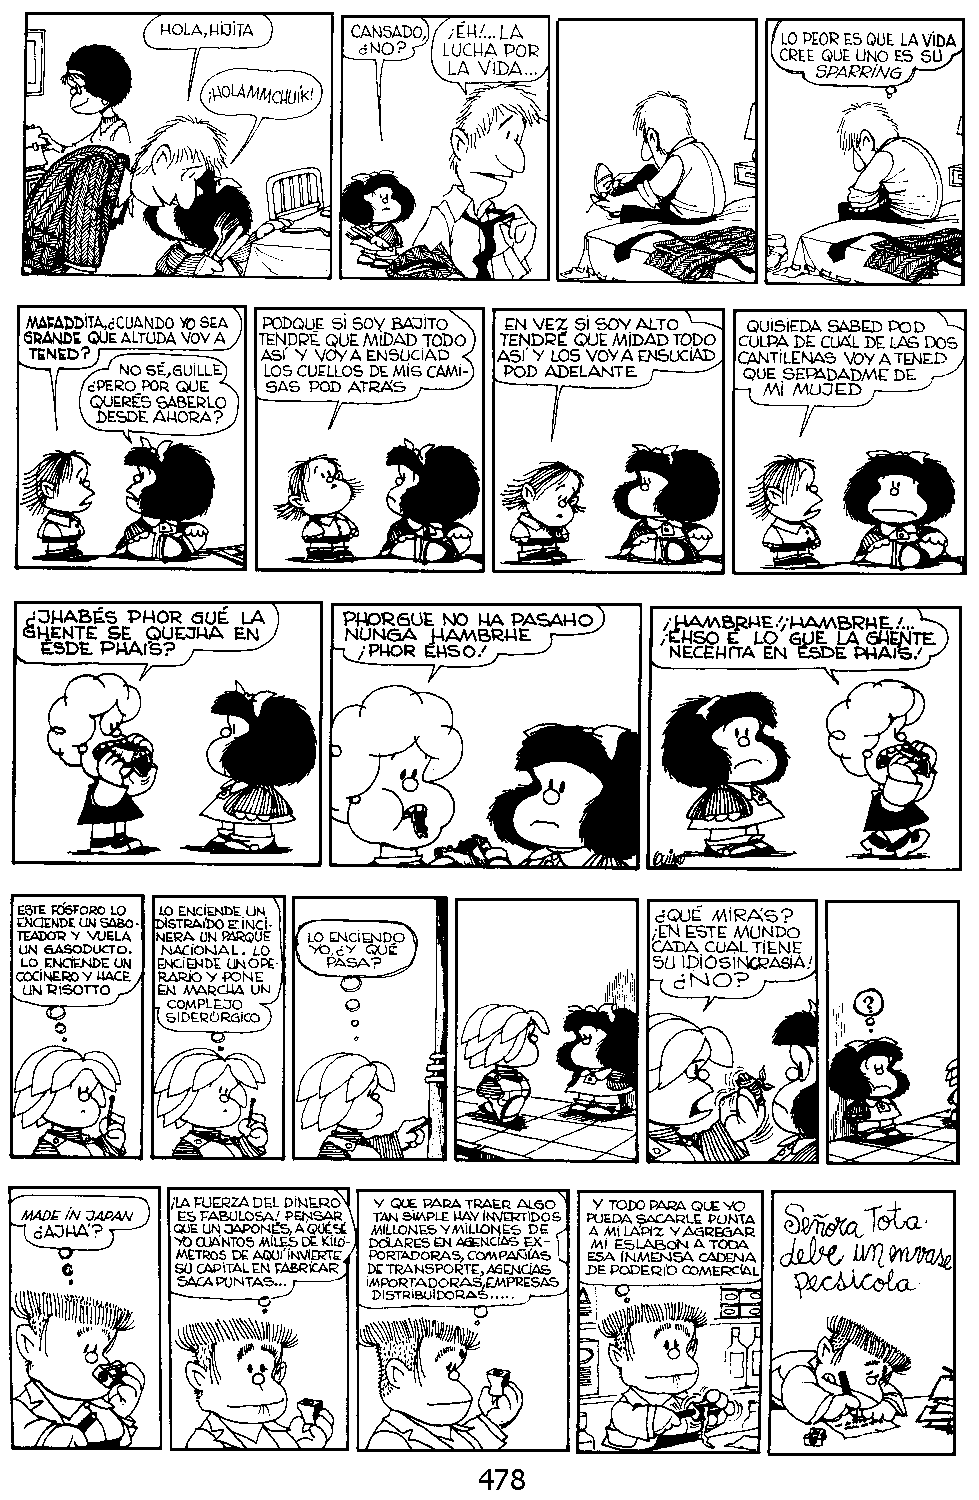 HOLA, HIJITA
¡HOLAMMCHUIK!
CANSADO,
¿NO?
¡EH!... LA
LUCHA POR
LA VIDA...
LO PEOR ES QUE LA VIDA
CREE QUE UNO ES SU
SPARRING
MAFADDITA, ¿CUANDO YO SEA
GRANDE QUE ALTUDA VOY A
TENED?
NO SÉ, GUILLE
¿PERO POR QUE
QUERÉS SABERLO
DESDE AHORA?
PODQUE SI SOY BAJITO
TENDRÉ QUE MIDAD TODO
ASÍ Y VOY A ENSUCIAD
LOS CUELLOS DE MIS CAMI-
SAS POD ATRÁS
EN VEZ SI SOY ALTO
TENDRÉ QUE MIDAD TODO
ASÍ Y LOS VOY A ENSUCIAD
POD ADELANTE
QUISIEDA SABED POD
CULPA DE CUÁL DE LAS DOS
CANTILENAS VOY A TENED
QUE SEPADADME DE
MI MUJED
¿JHABÉS PHOR GUÉ LA
GHENTE SE QUEJHA EN
ESDE PHAIS?
PHORGUE NO HA PASAHO
NUNGA HAMBRHE
¡PHOR EHSO!
¡HAMBRHE! ¡HAMBRHE!...
¡EHSO E LO GUE LA GHENTE
NECEHITA EN ESDE PHAIS!
QUINO
ESTE FÓSFORO LO
ENCIENDE UN SABO-
TEADOR Y VUELA
UN GASODUCTO.
LO ENCIENDE UN
COCINERO Y HACE
UN RISOTTO
LO ENCIENDE UN
DISTRAÍDO E INCI-
NERA UN PARQUE
NACIONAL. LO
ENCIENDE UN OPE-
RARIO Y PONE
EN MARCHA UN
COMPLEJO
SIDERÚRGICO
LO ENCIENDO
YO, ¿Y QUÉ
PASA?
¿QUÉ MIRÁS?
¡EN ESTE MUNDO
CADA CUAL TIENE
SU IDIOSINCRASIA!
¿NO?
?
MADE IN JAPAN
¿AJHA?
¡LA FUERZA DEL DINERO
ES FABULOSA! PENSAR
QUE UN JAPONÉS, A QUÉ SÉ
YO CUÁNTOS MILES DE KILÓ-
METROS DE AQUÍ INVIERTE
SU CAPITAL EN FABRICAR
SACAPUNTAS...
Y QUE PARA TRAER ALGO
TAN SIMPLE HAY INVERTIDOS
MILLONES Y MILLONES DE
DÓLARES EN AGENCIAS EX-
PORTADORAS, COMPAÑÍAS
DE TRANSPORTE, AGENCIAS
IMPORTADORAS, EMPRESAS
DISTRIBUIDORAS.....
Y TODO PARA QUE YO
PUEDA SACARLE PUNTA
A MI LÁPIZ Y AGREGAR
MI ESLABÓN A TODA
ESA INMENSA CADENA
DE PODERÍO COMERCIAL
Señora Tota
debe un envase
pecsicola
478